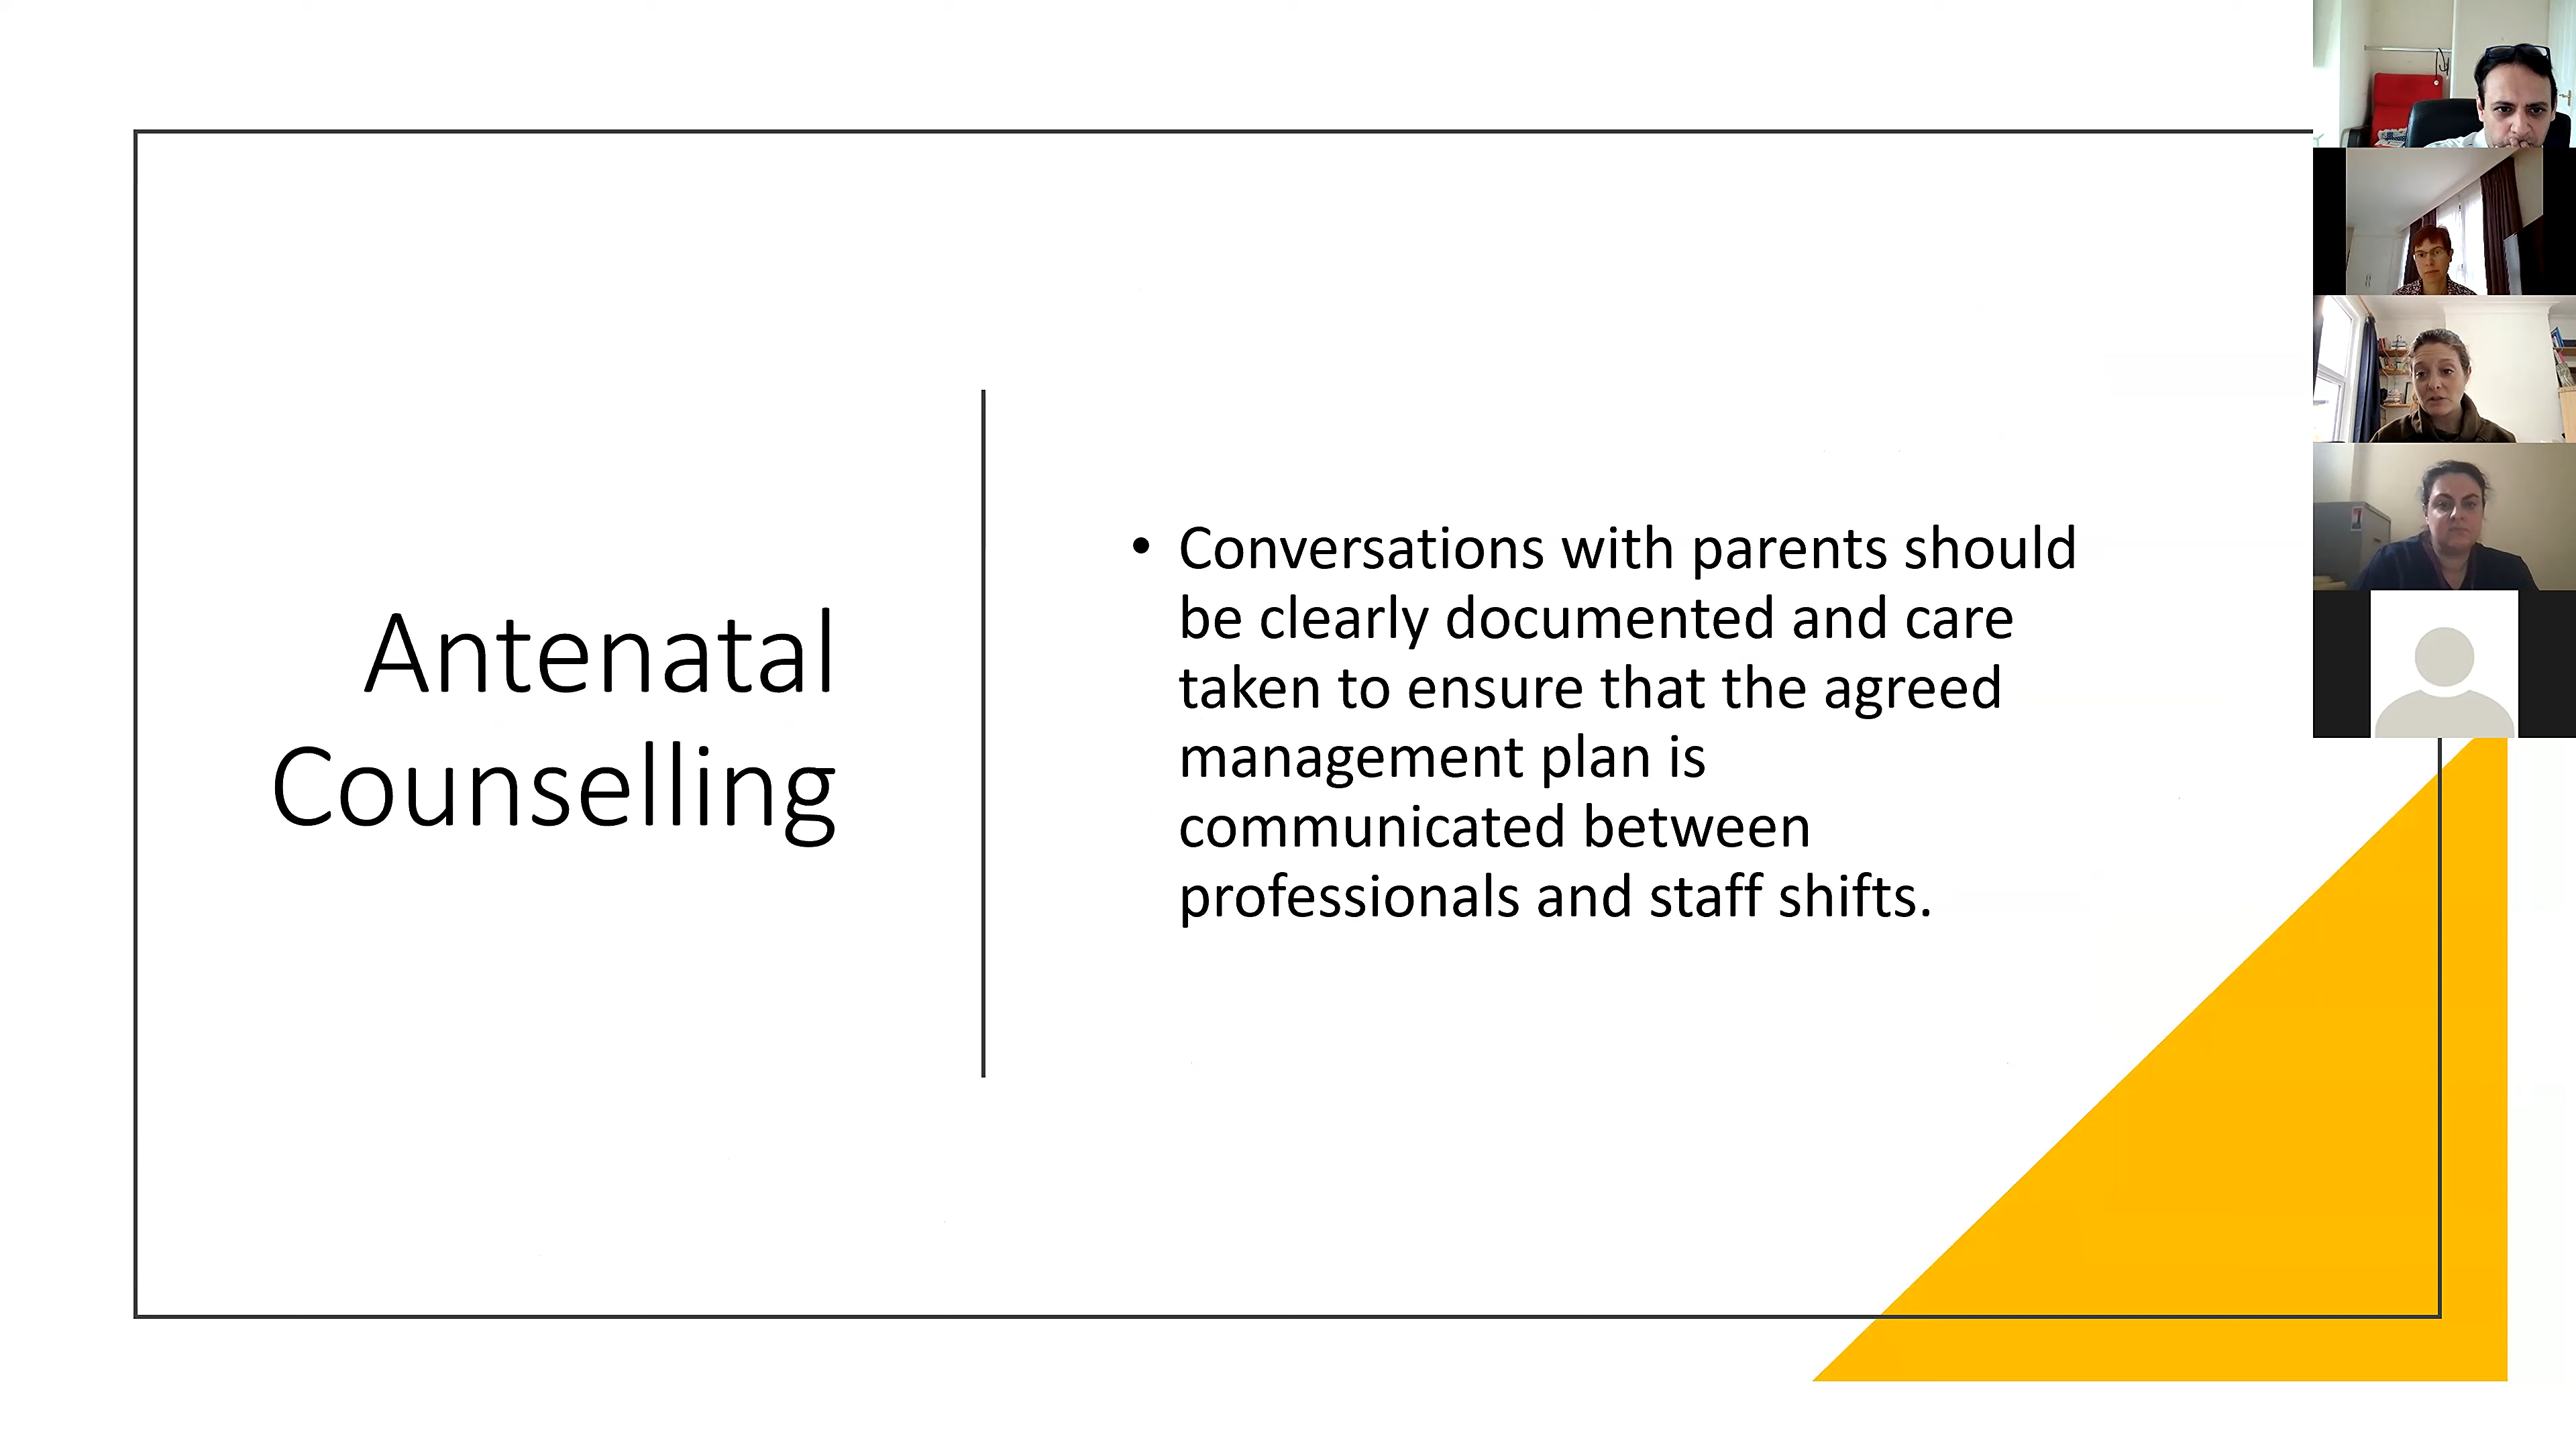 Antenatal
Counselling
• Conversations with parents should
be clearly documented and care
taken to ensure that the agreed
management plan is
communicated between
professionals and staff shifts.